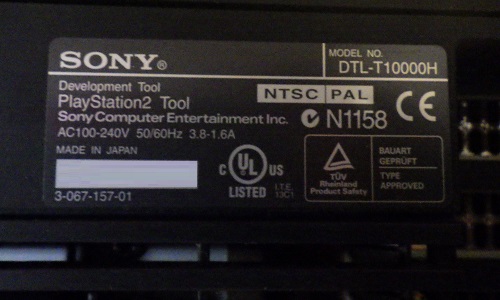 SONY®
MODEL NO.
DTL-T10000H
Development Tool
PlayStation2 Tool
Sony Computer Entertainment Inc.
AC100-240V 50/60Hz 3.8-1.6A
MADE IN JAPAN
3-067-157-01
NTSC PAL
N1158
CE
C UL US
LISTED
I.T.E.
13C1
TÜV
Rheinland
Product Safety
BAUART
GEPRÜFT
TYPE
APPROVED